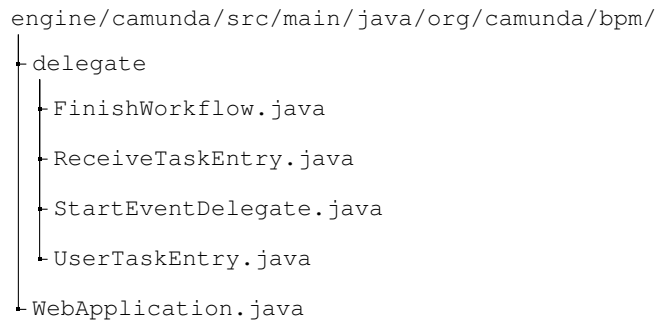 engine/camunda/src/main/java/org/camunda/bpm/
delegate
FinishWorkflow.java
ReceiveTaskEntry.java
StartEventDelegate.java
UserTaskEntry.java
WebApplication.java